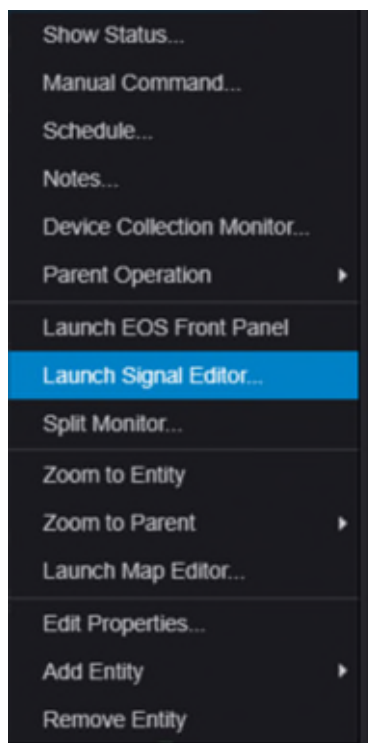 Show Status...
Manual Command...
Schedule...
Notes...
Device Collection Monitor...
Parent Operation
Launch EOS Front Panel
Launch Signal Editor...
Split Monitor...
Zoom to Entity
Zoom to Parent
Launch Map Editor...
Edit Properties...
Add Entity
Remove Entity